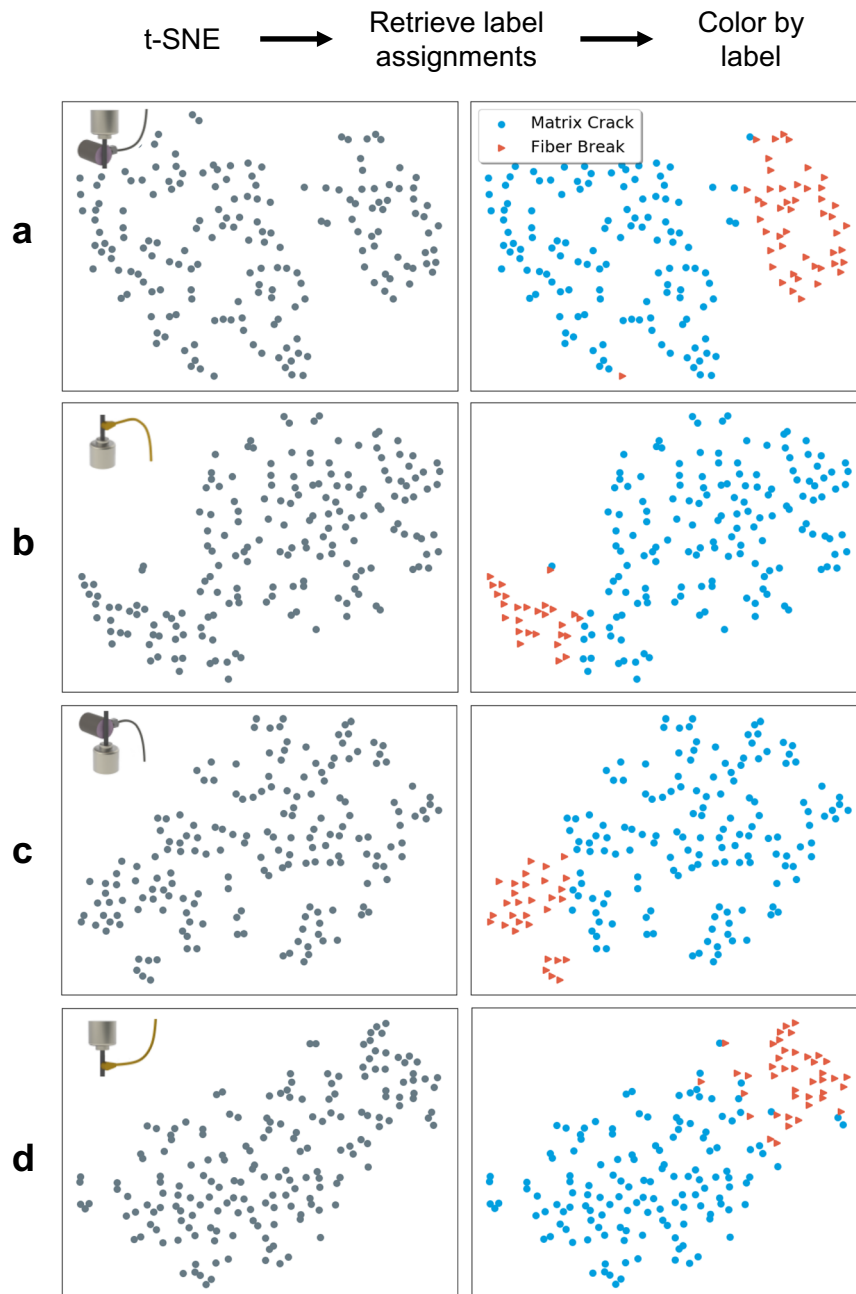 t-SNE
Retrieve label
assignments
Color by
label
a
Matrix Crack
Fiber Break
b
c
d